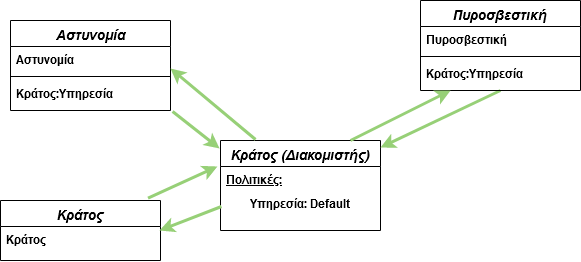 Αστυνομία
Αστυνομία
Κράτος:Υπηρεσία
Πυροσβεστική
Πυροσβεστική
Κράτος:Υπηρεσία
Κράτος (Διακομιστής)
Πολιτικές:
Υπηρεσία: Default
Κράτος
Κράτος